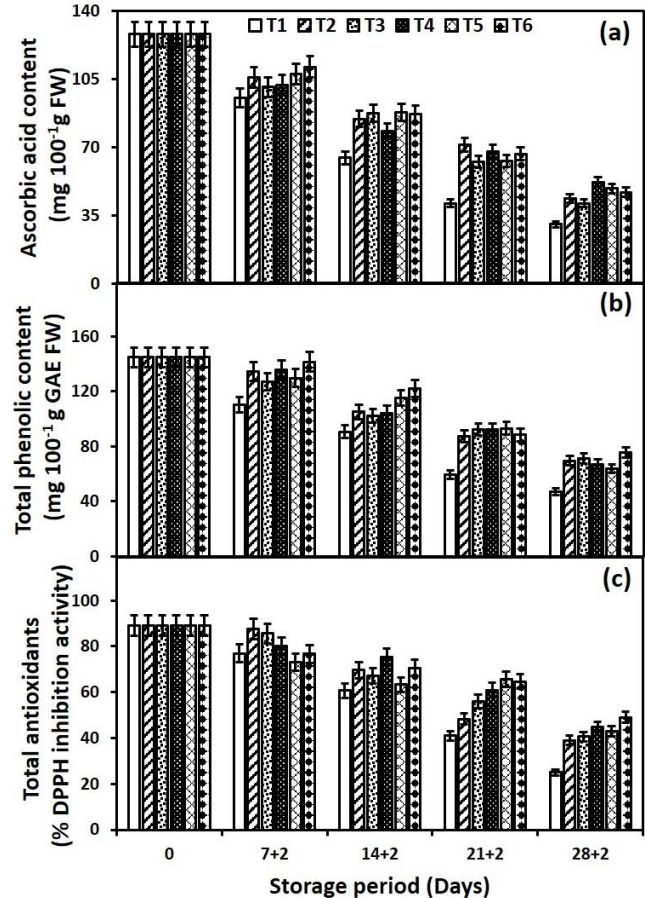 T1 T2 T3 T4 T5 T6
(a)
Ascorbic acid content
(mg 100⁻¹g FW)
140
105
70
35
0
(b)
Total phenolic content
(mg 100⁻¹ g GAE FW)
160
120
80
40
0
(c)
Total antioxidants
(% DPPH inhibition activity)
100
80
60
40
20
0
0 7+2 14+2 21+2 28+2
Storage period (Days)